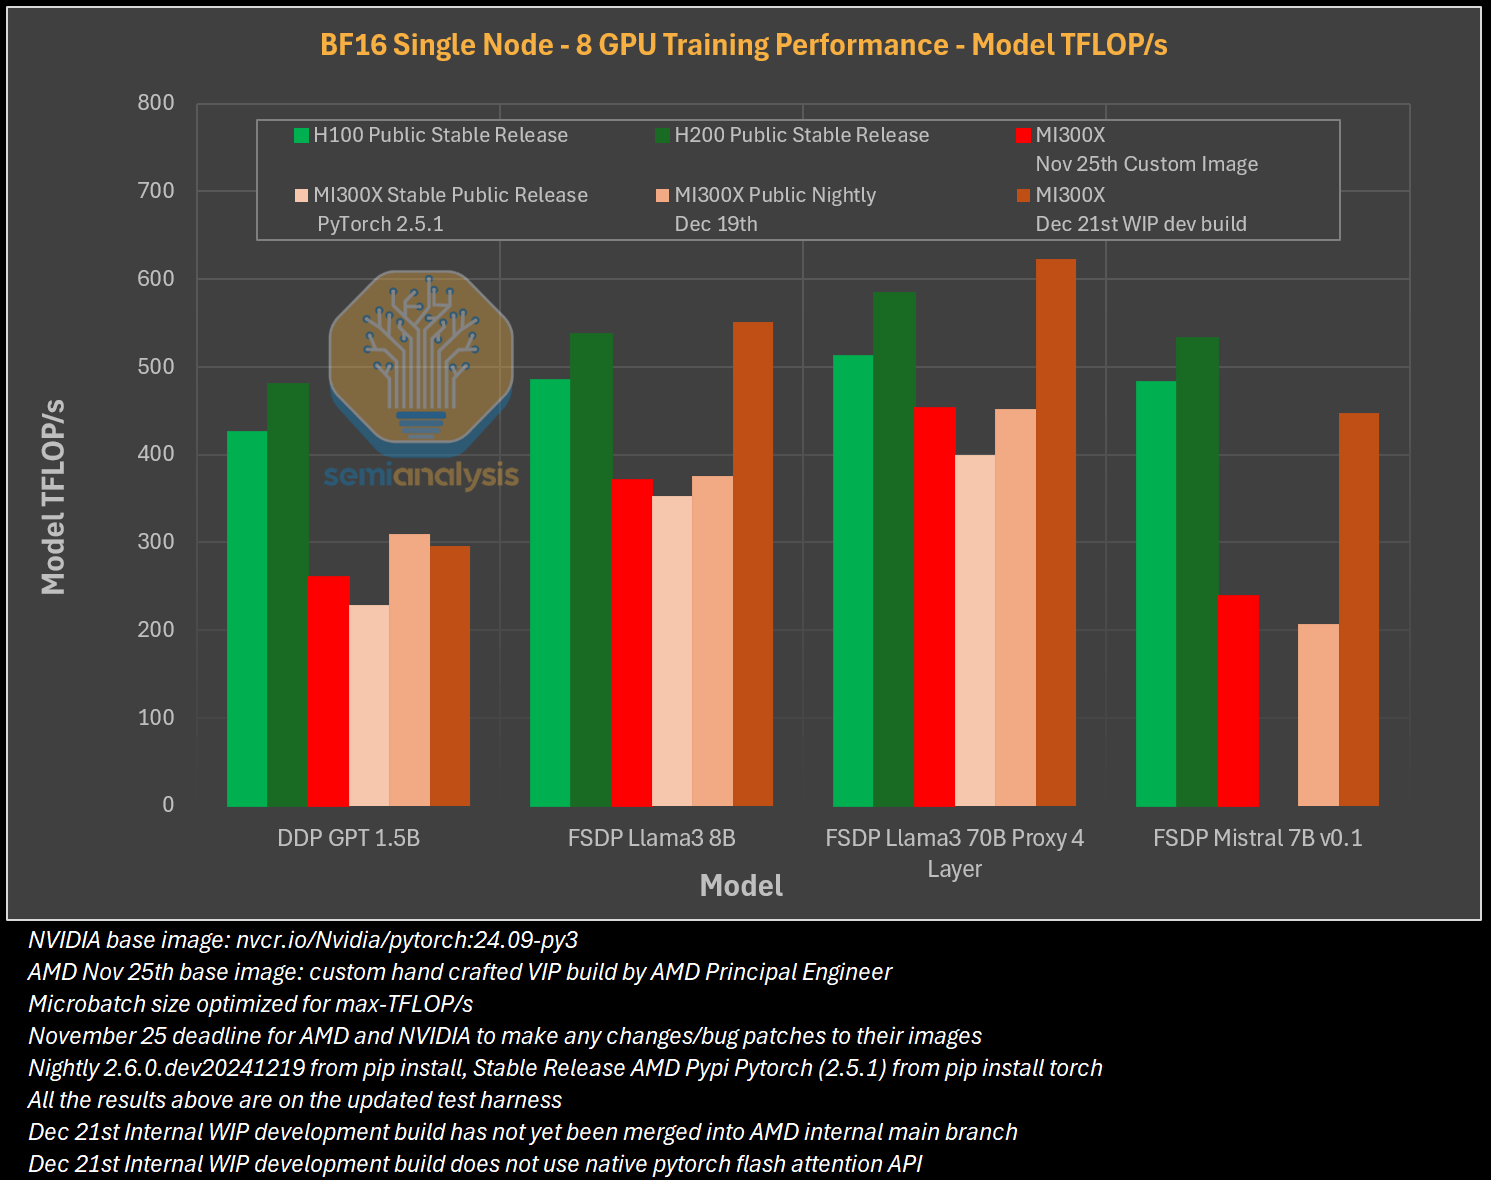 BF16 Single Node - 8 GPU Training Performance - Model TFLOP/s
800
700
600
500
400
300
200
100
0
Model TFLOP/s
H100 Public Stable Release
H200 Public Stable Release
MI300X
Nov 25th Custom Image
MI300X Stable Public Release
PyTorch 2.5.1
MI300X Public Nightly
Dec 19th
MI300X
Dec 21st WIP dev build
semianalysis
DDP GPT 1.5B
FSDP Llama3 8B
FSDP Llama3 70B Proxy 4
Layer
FSDP Mistral 7B v0.1
Model
NVIDIA base image: nvcr.io/Nvidia/pytorch:24.09-py3
AMD Nov 25th base image: custom hand crafted VIP build by AMD Principal Engineer
Microbatch size optimized for max-TFLOP/s
November 25 deadline for AMD and NVIDIA to make any changes/bug patches to their images
Nightly 2.6.0.dev20241219 from pip install, Stable Release AMD Pypi Pytorch (2.5.1) from pip install torch
All the results above are on the updated test harness
Dec 21st Internal WIP development build has not yet been merged into AMD internal main branch
Dec 21st Internal WIP development build does not use native pytorch flash attention API